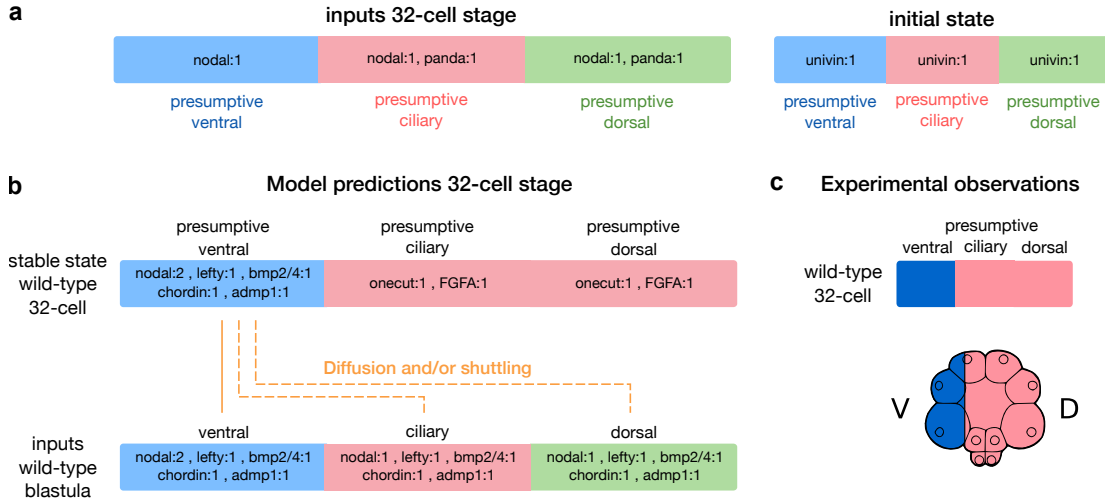 a
inputs 32-cell stage
nodal:1
nodal:1, panda:1
nodal:1, panda:1
presumptive
ventral
presumptive
ciliary
presumptive
dorsal
initial state
univin:1
univin:1
univin:1
presumptive
ventral
presumptive
ciliary
presumptive
dorsal
b
Model predictions 32-cell stage
presumptive
ventral
presumptive
ciliary
presumptive
dorsal
stable state
wild-type
32-cell
nodal:2 , lefty:1 , bmp2/4:1
chordin:1 , admp1:1
onecut:1 , FGFA:1
onecut:1 , FGFA:1
Diffusion and/or shuttling
ventral
ciliary
dorsal
inputs
wild-type
blastula
nodal:2 , lefty:1 , bmp2/4:1
chordin:1 , admp1:1
nodal:1 , lefty:1 , bmp2/4:1
chordin:1 , admp1:1
nodal:1 , lefty:1 , bmp2/4:1
chordin:1 , admp1:1
c
Experimental observations
presumptive
ventral ciliary dorsal
wild-type
32-cell
V
D